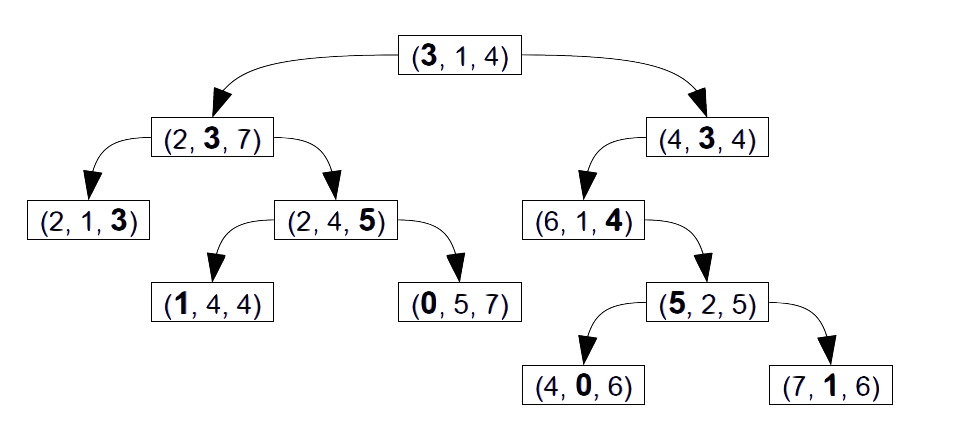 (3, 1, 4)
(2, 3, 7)
(4, 3, 4)
(2, 1, 3)
(2, 4, 5)
(6, 1, 4)
(1, 4, 4)
(0, 5, 7)
(5, 2, 5)
(4, 0, 6)
(7, 1, 6)